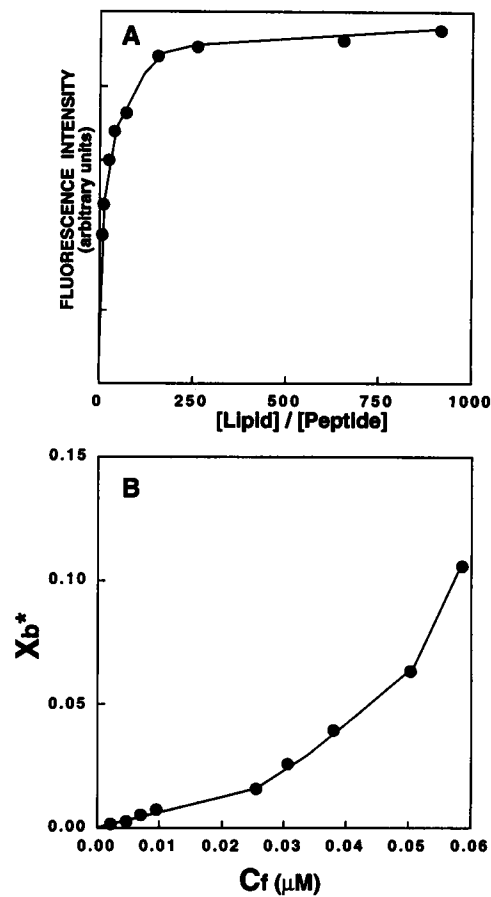 A
FLUORESCENCE INTENSITY
(arbitrary units)
0 250 500 750 1000
[Lipid] / [Peptide]
0.15
B
0.10
Xb*
0.05
0.00
0.00 0.01 0.02 0.03 0.04 0.05 0.06
Cf (μM)